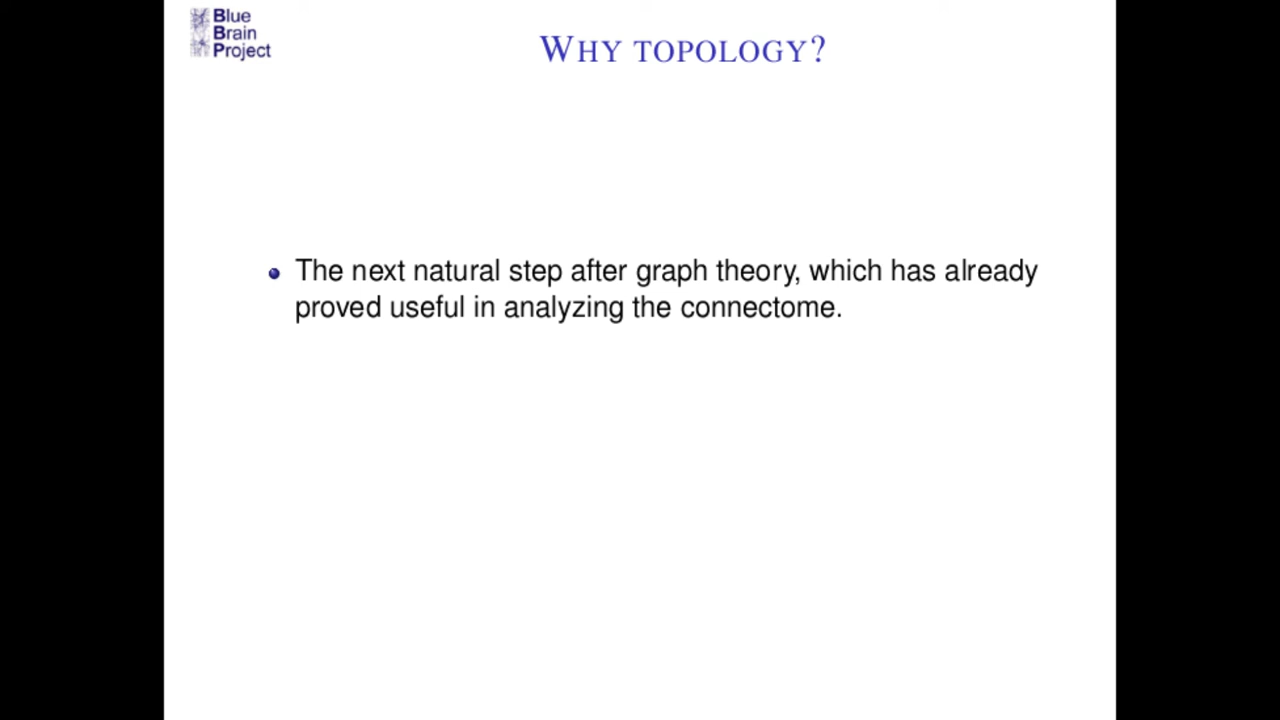 Blue
Brain
Project
WHY TOPOLOGY?
The next natural step after graph theory, which has already
proved useful in analyzing the connectome.